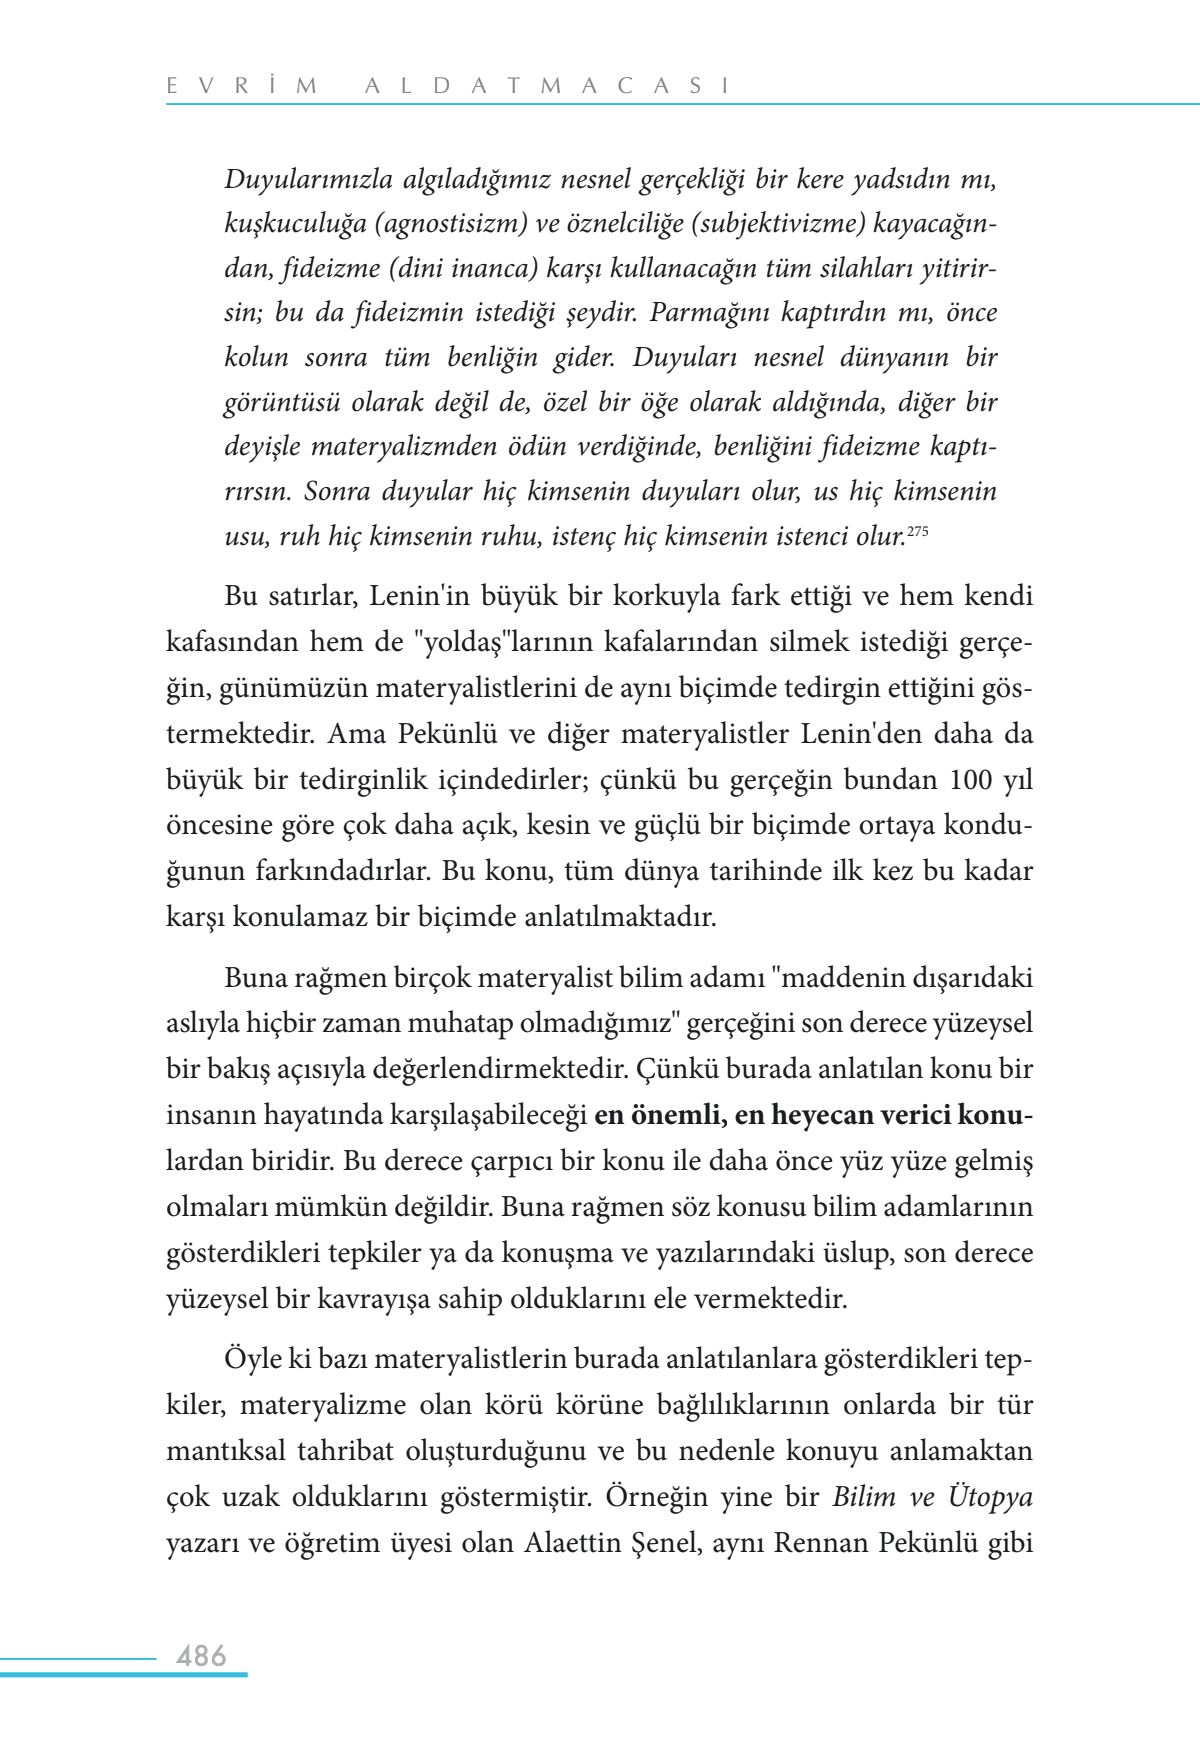 EVRİM ALDATMACASI
Duyularımızla algıladığımız nesnel gerçekliği bir kere yadsıdın mı,
kuşkuculuğa (agnostisizm) ve öznelciliğe (subjektivizme) kayacağın-
dan, fideizme (dini inanca) karşı kullanacağın tüm silahları yitirir-
sin; bu da fideizmin istediği şeydir. Parmağını kaptırdın mı, önce
kolun sonra tüm benliğin gider. Duyuları nesnel dünyanın bir
görüntüsü olarak değil de, özel bir öğe olarak aldığında, diğer bir
deyişle materyalizmden ödün verdiğinde, benliğini fideizme kaptı-
rırsın. Sonra duyular hiç kimsenin duyuları olur, us hiç kimsenin
usu, ruh hiç kimsenin ruhu, istenç hiç kimsenin istenci olur.275
Bu satırlar, Lenin'in büyük bir korkuyla fark ettiği ve hem kendi
kafasından hem de "yoldaş"larının kafalarından silmek istediği gerçe-
ğin, günümüzün materyalistlerini de aynı biçimde tedirgin ettiğini gös-
termektedir. Ama Pekünlü ve diğer materyalistler Lenin'den daha da
büyük bir tedirginlik içindedirler; çünkü bu gerçeğin bundan 100 yıl
öncesine göre çok daha açık, kesin ve güçlü bir biçimde ortaya kondu-
ğunun farkındadırlar. Bu konu, tüm dünya tarihinde ilk kez bu kadar
karşı konulamaz bir biçimde anlatılmaktadır.
Buna rağmen birçok materyalist bilim adamı "maddenin dışarıdaki
aslıyla hiçbir zaman muhatap olmadığımız" gerçeğini son derece yüzeysel
bir bakış açısıyla değerlendirmektedir. Çünkü burada anlatılan konu bir
insanın hayatında karşılaşabileceği en önemli, en heyecan verici konu-
lardan biridir. Bu derece çarpıcı bir konu ile daha önce yüz yüze gelmiş
olmaları mümkün değildir. Buna rağmen söz konusu bilim adamlarının
gösterdikleri tepkiler ya da konuşma ve yazılarındaki üslup, son derece
yüzeysel bir kavrayışa sahip olduklarını ele vermektedir.
Öyle ki bazı materyalistlerin burada anlatılanlara gösterdikleri tep-
kiler, materyalizme olan körü körüne bağlılıklarının onlarda bir tür
mantıksal tahribat oluşturduğunu ve bu nedenle konuyu anlamaktan
çok uzak olduklarını göstermiştir. Örneğin yine bir Bilim ve Ütopya
yazarı ve öğretim üyesi olan Alaettin Şenel, aynı Rennan Pekünlü gibi
486